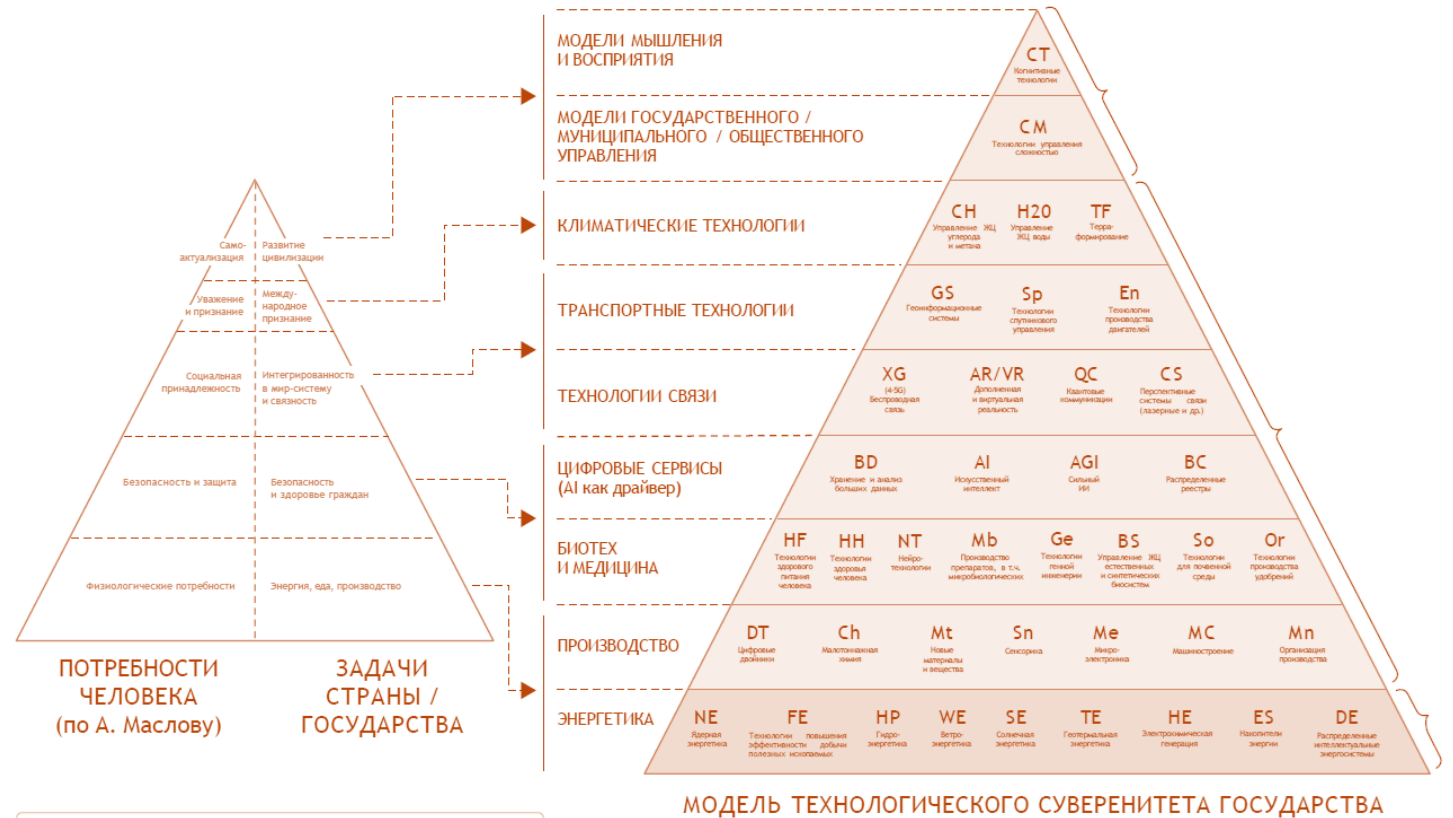 МОДЕЛИ МЫШЛЕНИЯ
И ВОСПРИЯТИЯ
МОДЕЛИ ГОСУДАРСТВЕННОГО /
МУНИЦИПАЛЬНОГО / ОБЩЕСТВЕННОГО
УПРАВЛЕНИЯ
КЛИМАТИЧЕСКИЕ ТЕХНОЛОГИИ
ТРАНСПОРТНЫЕ ТЕХНОЛОГИИ
ТЕХНОЛОГИИ СВЯЗИ
ЦИФРОВЫЕ СЕРВИСЫ
(AI как драйвер)
БИОТЕХ
И МЕДИЦИНА
ПРОИЗВОДСТВО
ЭНЕРГЕТИКА
Само-
актуализация
Развитие
цивилизации
Уважение
и признание
Между-
народное
признание
Социальная
принадлежность
Интегрированность
в мир-систему
и связность
Безопасность и защита
Безопасность
и здоровье граждан
Физиологические потребности
Энергия, еда, производство
ПОТРЕБНОСТИ
ЧЕЛОВЕКА
(по А. Маслову)
ЗАДАЧИ
СТРАНЫ /
ГОСУДАРСТВА
CT
Когнитивные
технологии
CM
Технологии управления
сложностью
CH
Управление ЖЦ
углерода
и метана
H20
Управление
ЖЦ воды
TF
Терра-
формирование
GS
Геоинформационные
системы
Sp
Технологии
спутникового
управления
En
Технологии
производства
двигателей
XG
(4-5G)
Беспроводная
связь
AR/VR
Дополненная
и виртуальная
реальность
QC
Квантовые
коммуникации
CS
Перспективные
системы связи
(лазерные и др.)
BD
Хранение и анализ
больших данных
AI
Искусственный
интеллект
AGI
Сильный
ИИ
BC
Распределенные
реестры
HF
Технологии
здорового
питания
человека
HH
Технологии
здоровья
человека
NT
Нейро-
технологии
Mb
Производство
препаратов, в т.ч.
микробиологических
Ge
Технологии
генной
инженерии
BS
Управление ЖЦ
естественных
и синтетических
биосистем
So
Технологии
для почвенной
среды
Or
Технологии
производства
удобрений
DT
Цифровые
двойники
Ch
Малотоннажная
химия
Mt
Новые
материалы
и вещества
Sn
Сенсорика
Me
Микро-
электроника
MC
Машиностроение
Mn
Организация
производства
NE
Ядерная
энергетика
FE
Технологии повышения
эффективности добычи
полезных ископаемых
HP
Гидро-
энергетика
WE
Ветро-
энергетика
SE
Солнечная
энергетика
TE
Геотермальная
энергетика
HE
Электрохимическая
генерация
ES
Накопители
энергии
DE
Распределенные
интеллектуальные
энергосистемы
МОДЕЛЬ ТЕХНОЛОГИЧЕСКОГО СУВЕРЕНИТЕТА ГОСУДАРСТВА